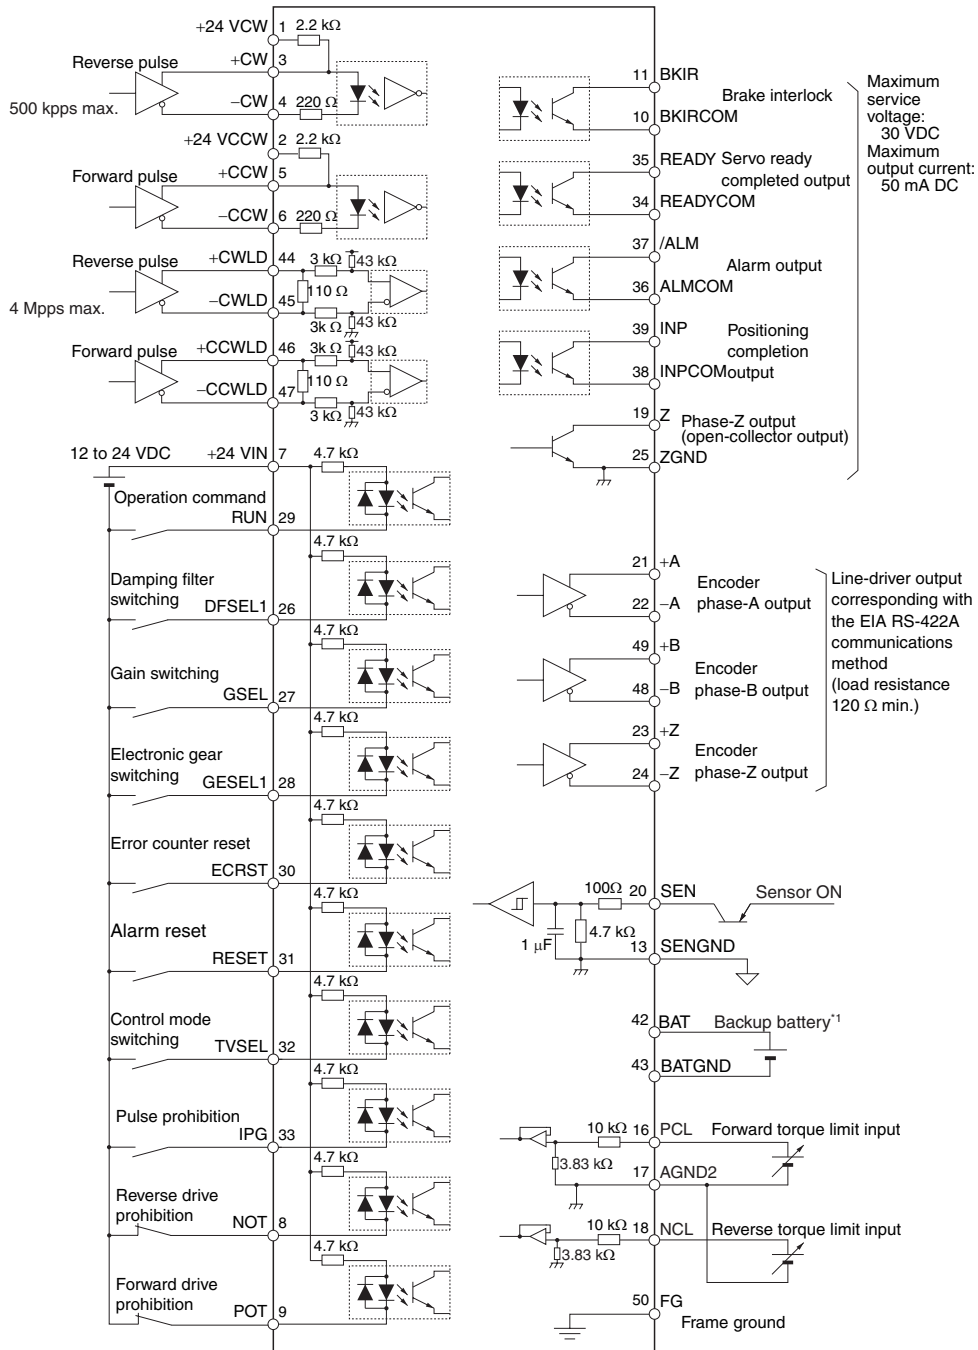 +24 VCW 1 2.2 kΩ
Reverse pulse
+CW 3
500 kpps max.
−CW 4 220 Ω
+24 VCCW 2 2.2 kΩ
Forward pulse
+CCW 5
−CCW 6 220 Ω
Reverse pulse
+CWLD 44 3 kΩ 43 kΩ
110 Ω
4 Mpps max.
−CWLD 45 3k Ω 43 kΩ
Forward pulse
+CCWLD 46 3k Ω 43 kΩ
110 Ω
−CCWLD 47 3 kΩ 43 kΩ
12 to 24 VDC
+24 VIN 7 4.7 kΩ
Operation command
RUN 29
4.7 kΩ
Damping filter
switching
DFSEL1 26
4.7 kΩ
Gain switching
GSEL 27
4.7 kΩ
Electronic gear
switching
GESEL1 28
4.7 kΩ
Error counter reset
ECRST 30
4.7 kΩ
Alarm reset
RESET 31
4.7 kΩ
Control mode
switching
TVSEL 32
4.7 kΩ
Pulse prohibition
IPG 33
4.7 kΩ
Reverse drive
prohibition
NOT 8
4.7 kΩ
Forward drive
prohibition
POT 9
11 BKIR
Brake interlock
10 BKIRCOM
35 READY Servo ready
completed output
34 READYCOM
37 /ALM
Alarm output
36 ALMCOM
39 INP
Positioning
completion
38 INPCOM output
19 Z
Phase-Z output
(open-collector output)
25 ZGND
Maximum
service
voltage:
30 VDC
Maximum
output current:
50 mA DC
21 +A
Encoder
phase-A output
22 −A
49 +B
Encoder
phase-B output
48 −B
23 +Z
Encoder
phase-Z output
24 −Z
Line-driver output
corresponding with
the EIA RS-422A
communications
method
(load resistance
120 Ω min.)
100Ω 20 SEN
Sensor ON
4.7 kΩ
1 µF
13 SENGND
42 BAT
Backup battery*1
43 BATGND
10 kΩ 16 PCL Forward torque limit input
3.83 kΩ
17 AGND2
10 kΩ 18 NCL Reverse torque limit input
3.83 kΩ
50 FG
Frame ground